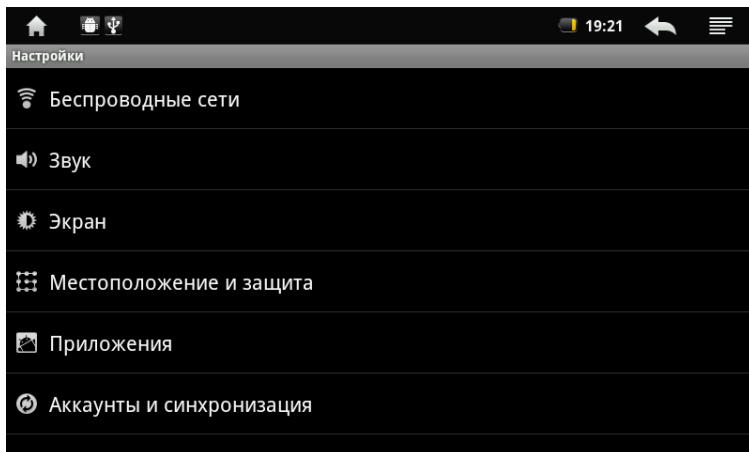 19:21
Настройки
Беспроводные сети
Звук
Экран
Местоположение и защита
Приложения
Аккаунты и синхронизация